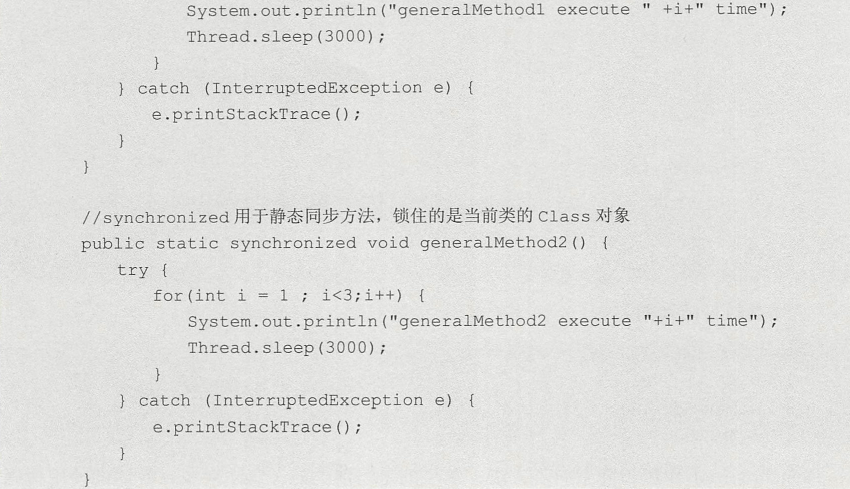 System.out.println("generalMethod1 execute " +i+" time");
Thread.sleep(3000);
}
} catch (InterruptedException e) {
e.printStackTrace();
}
}
//synchronized 用于静态同步方法，锁住的是当前类的 Class 对象
public static synchronized void generalMethod2() {
try {
for(int i = 1 ; i<3;i++) {
System.out.println("generalMethod2 execute "+i+" time");
Thread.sleep(3000);
}
} catch (InterruptedException e) {
e.printStackTrace();
}
}